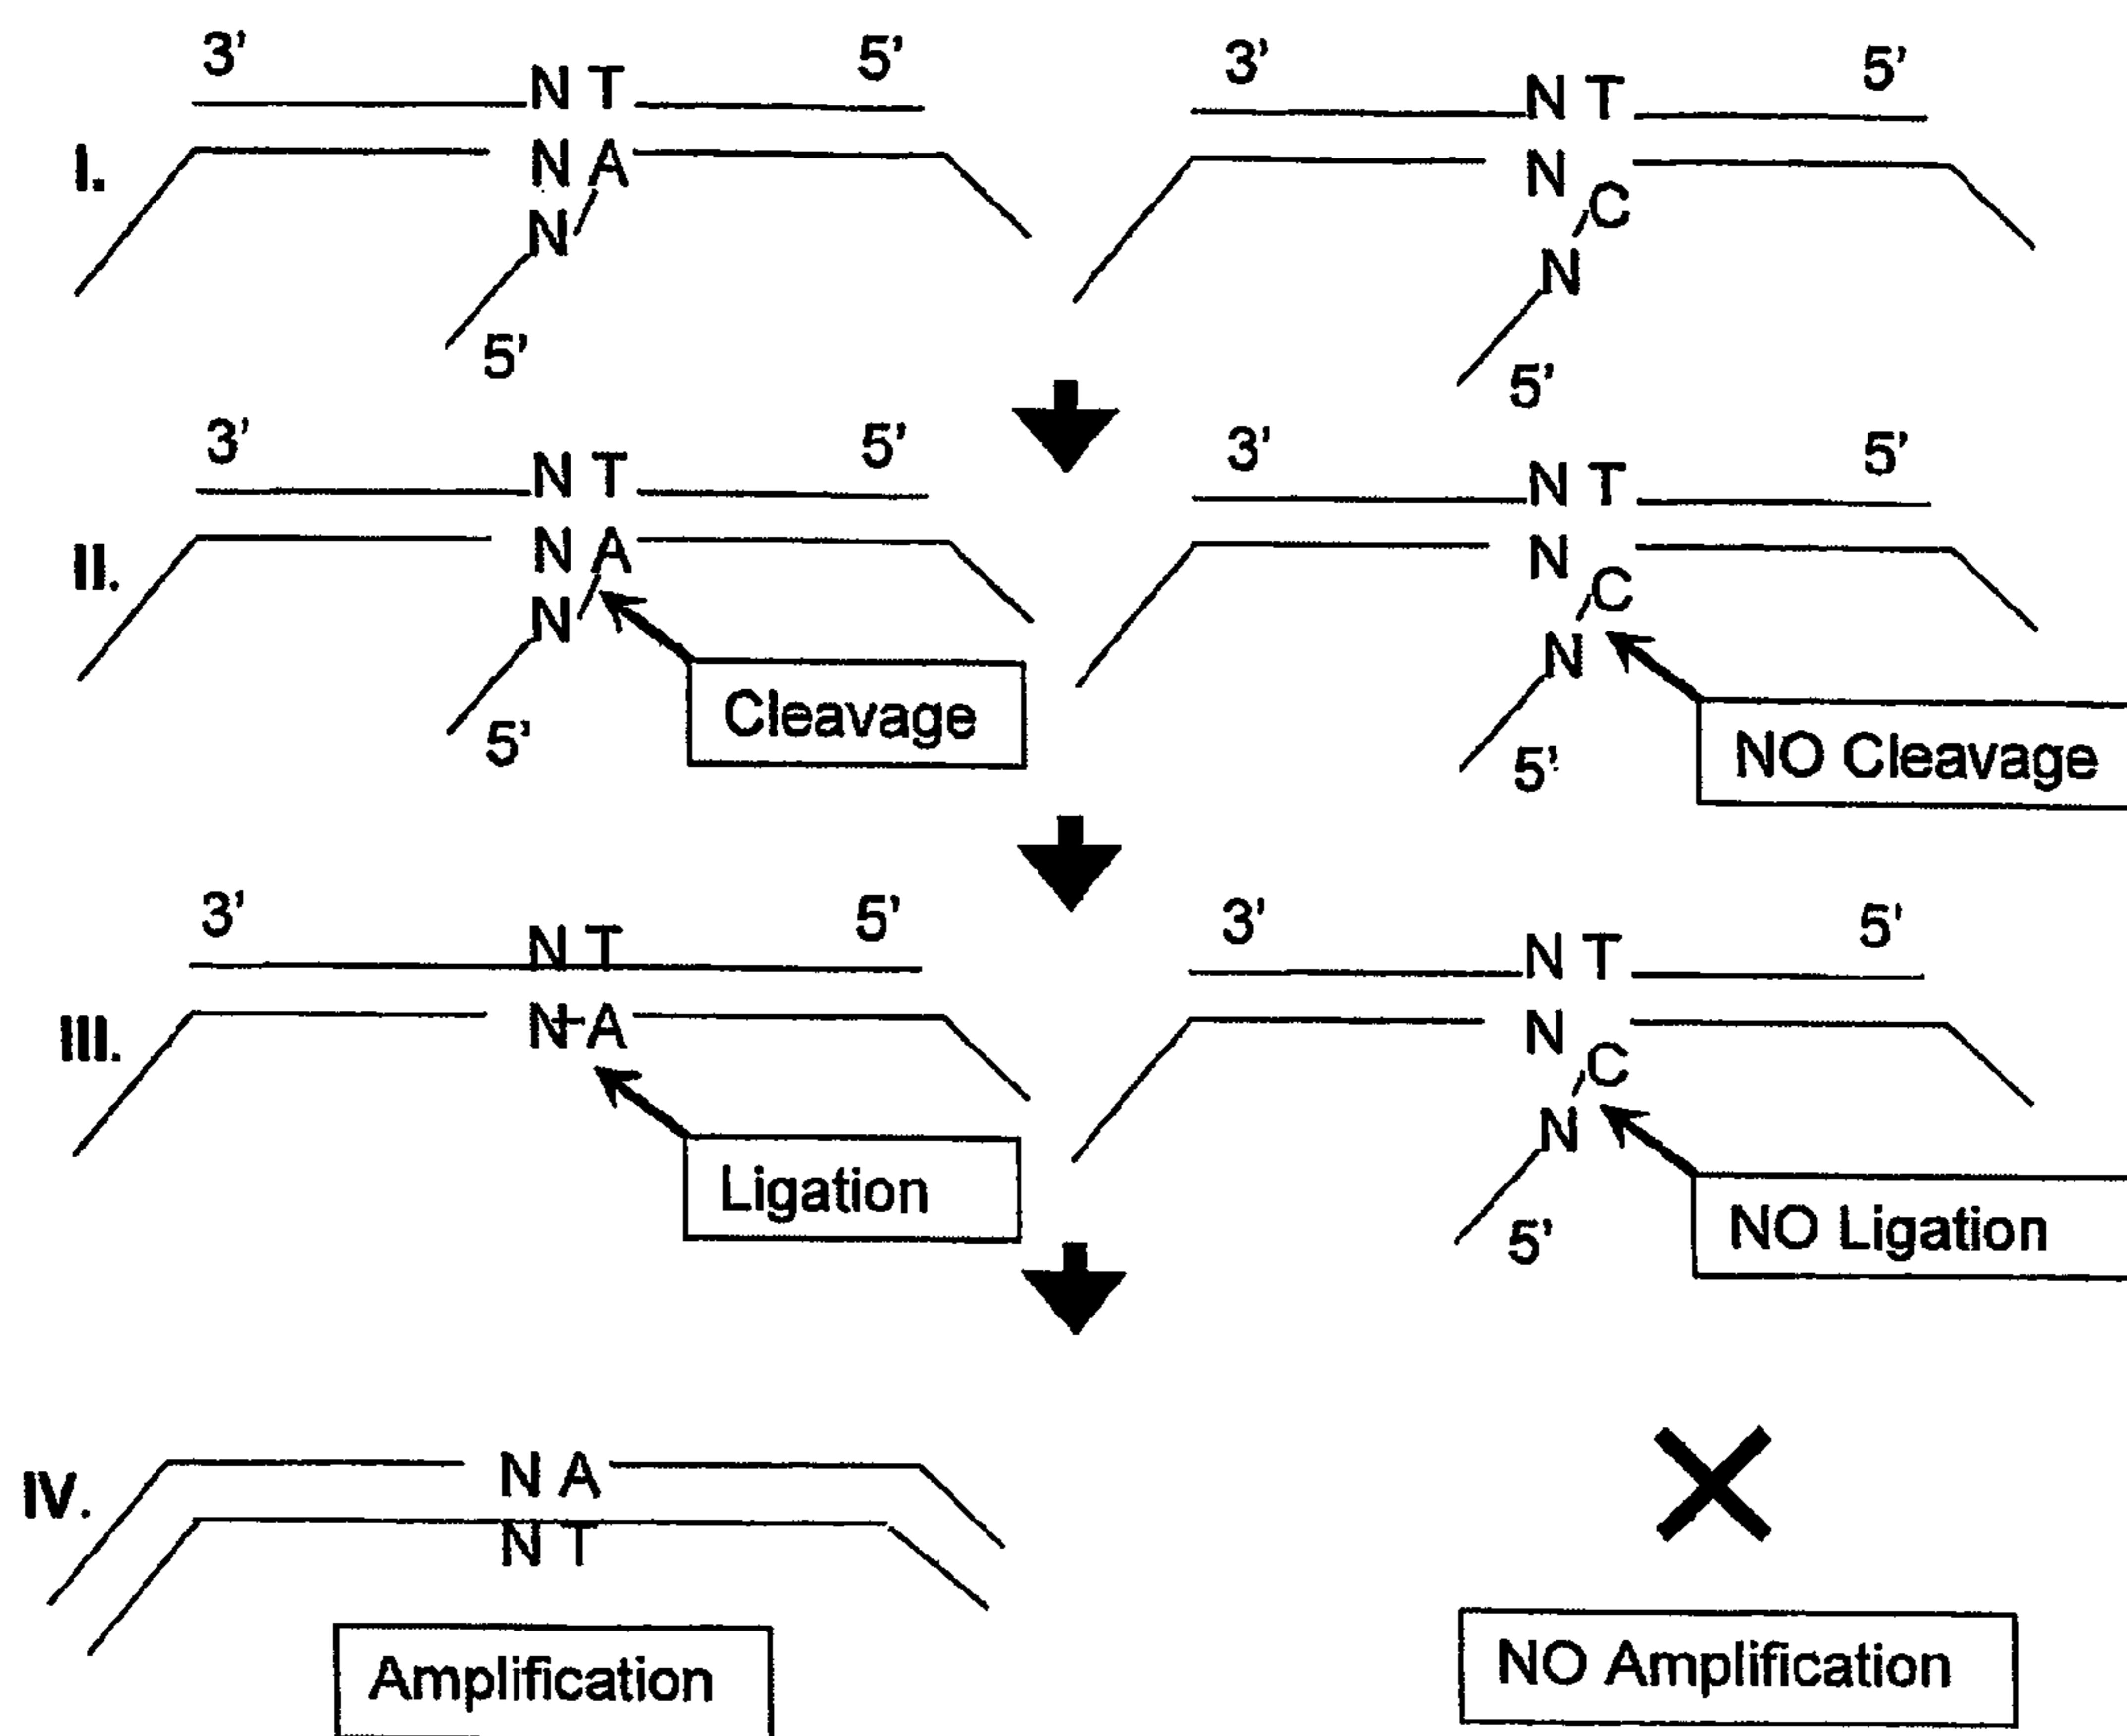 3' 5' 3' 5'
N T N T
I. N A N
C
N N
5' 5'
3' 5' 3' 5'
N T N T
II. N A N
C
N N
Cleavage
5' NO Cleavage
5'
3' 5' 3' 5'
N T N T
III. N A N
C
N
Ligation
NO Ligation
5'
IV. N A
N T
Amplification NO Amplification